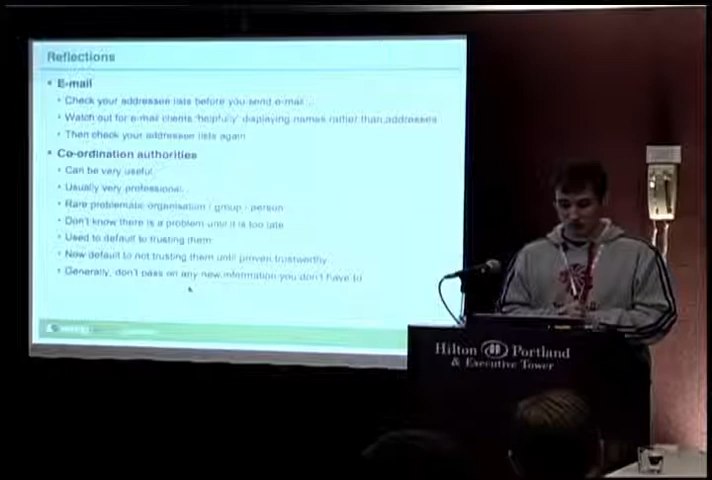 Reflections
• E-mail
• Check your addressee lists before you send e-mail...
• Watch out for e-mail clients 'helpfully' displaying names rather than addresses
• Then check your addressee lists again
• Co-ordination authorities
• Can be very useful.
• Usually very professional.
• Rare problematic organisation / group / person
• Don't know there is a problem until it is too late
• Used to default to trusting them
• Now default to not trusting them until proven trustworthy
• Generally, don't pass on any new information you don't have to
Hilton Portland
& Executive Tower